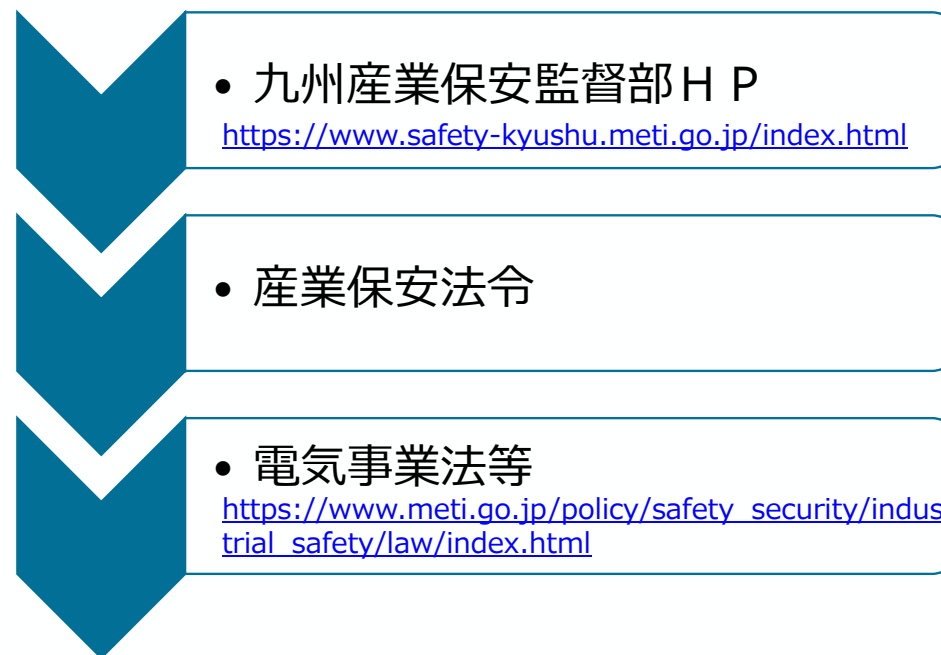 • 九州産業保安監督部ＨＰ
https://www.safety-kyushu.meti.go.jp/index.html
• 産業保安法令
• 電気事業法等
https://www.meti.go.jp/policy/safety_security/indus
trial_safety/law/index.html